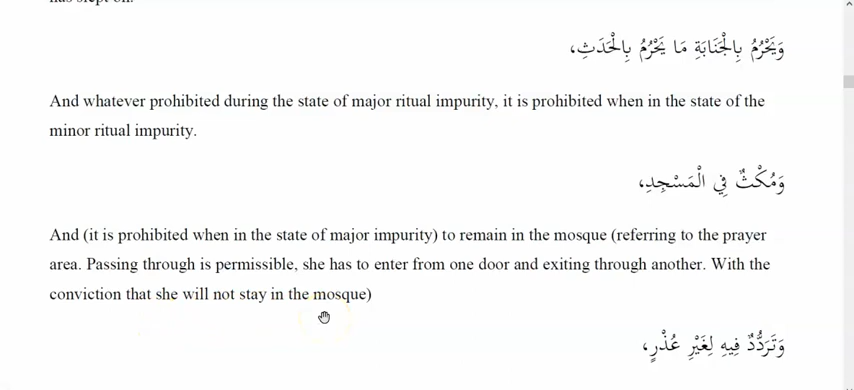 has slept on.
وَيَحْرُمُ بِالْجَنَابَةِ مَا يَحْرُمُ بِالْحَدَثِ،
And whatever prohibited during the state of major ritual impurity, it is prohibited when in the state of the
minor ritual impurity.
وَمُكْثٌ فِي الْمَسْجِدِ،
And (it is prohibited when in the state of major impurity) to remain in the mosque (referring to the prayer
area. Passing through is permissible, she has to enter from one door and exiting through another. With the
conviction that she will not stay in the mosque)
وَتَرَدُّدٌ فِيهِ لِغَيْرِ عُذْرٍ،